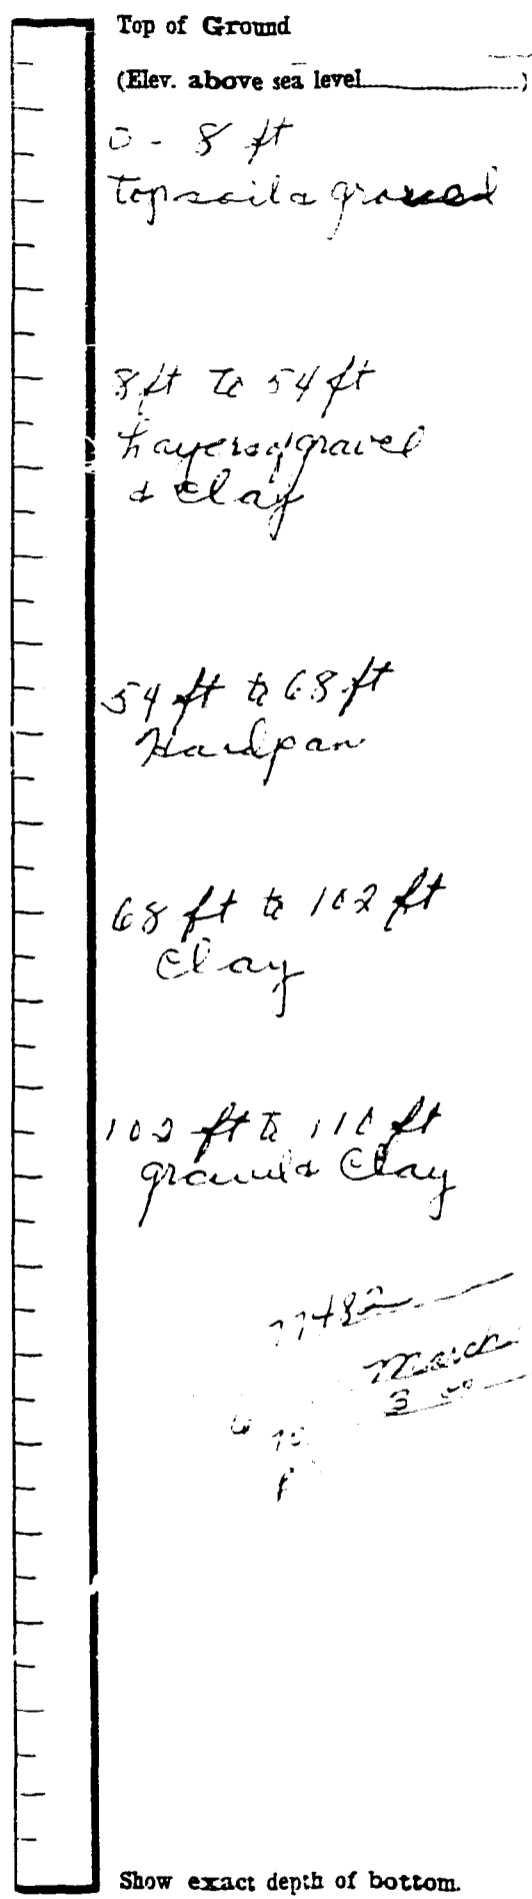 Top of Ground
(Elev. above sea level)
0 - 8 ft
Topsoil & gravel
8 ft to 54 ft
Layers of gravel
& clay
54 ft to 68 ft
Hardpan
68 ft to 102 ft
Clay
102 ft to 110 ft
gravel & Clay
March
3
Show exact depth of bottom.